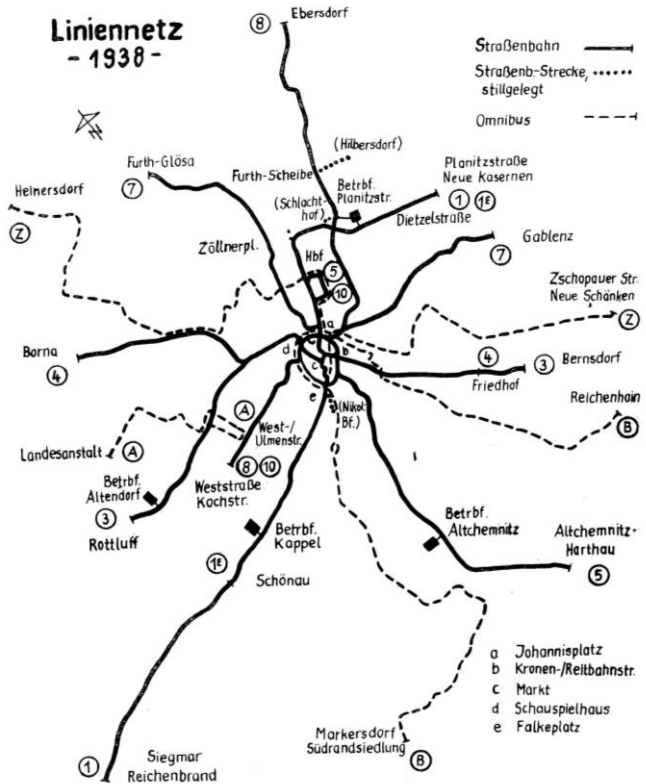 Liniennetz
- 1938 -
8
Ebersdorf
Straßenbahn
Straßenb.-Strecke,
stillgelegt
Omnibus
(Hilbersdorf)
Furth-Glösa
7
Furth-Scheibe
Betrbf.
Planitzstr.
Planitzstraße
Neue Kasernen
1
1E
Heinersdorf
Z
(Schlacht-
hof)
Dietzelstraße
Zöllnerpl.
Hbf
5
10
Gablenz
7
Zschopauer Str.
Neue Schänken
Z
Borna
4
a
b
c
d
e
4
Friedhof
3
Bernsdorf
Reichenhain
B
(Nikol.
Bf.)
A
West-/
Ulmenstr.
Landesanstalt
A
8
10
Weststraße
Kochstr.
Betrbf.
Altendorf
3
Rottluff
Betrbf.
Kappel
Betrbf.
Altchemnitz
Altchemnitz-
Harthau
5
1E
Schönau
a Johannisplatz
b Kronen-/Reitbahnstr.
c Markt
d Schauspielhaus
e Falkeplatz
Markersdorf
Südrandsiedlung
B
1
Siegmar
Reichenbrand